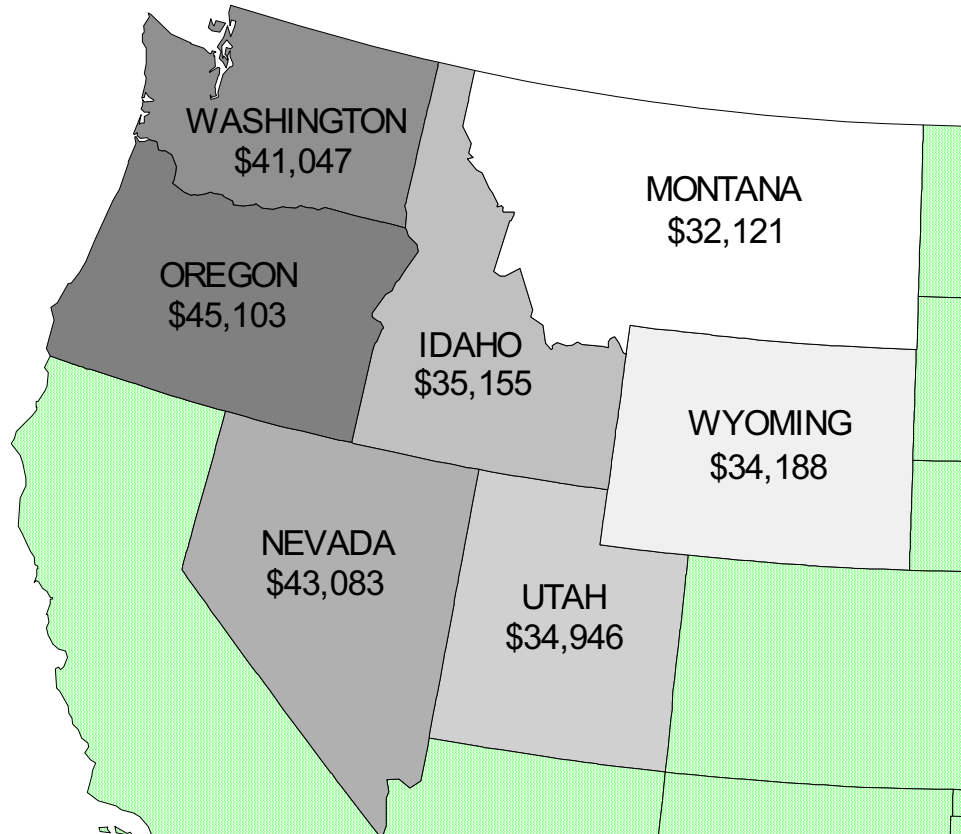 WASHINGTON
$41,047
MONTANA
$32,121
OREGON
$45,103
IDAHO
$35,155
WYOMING
$34,188
NEVADA
$43,083
UTAH
$34,946